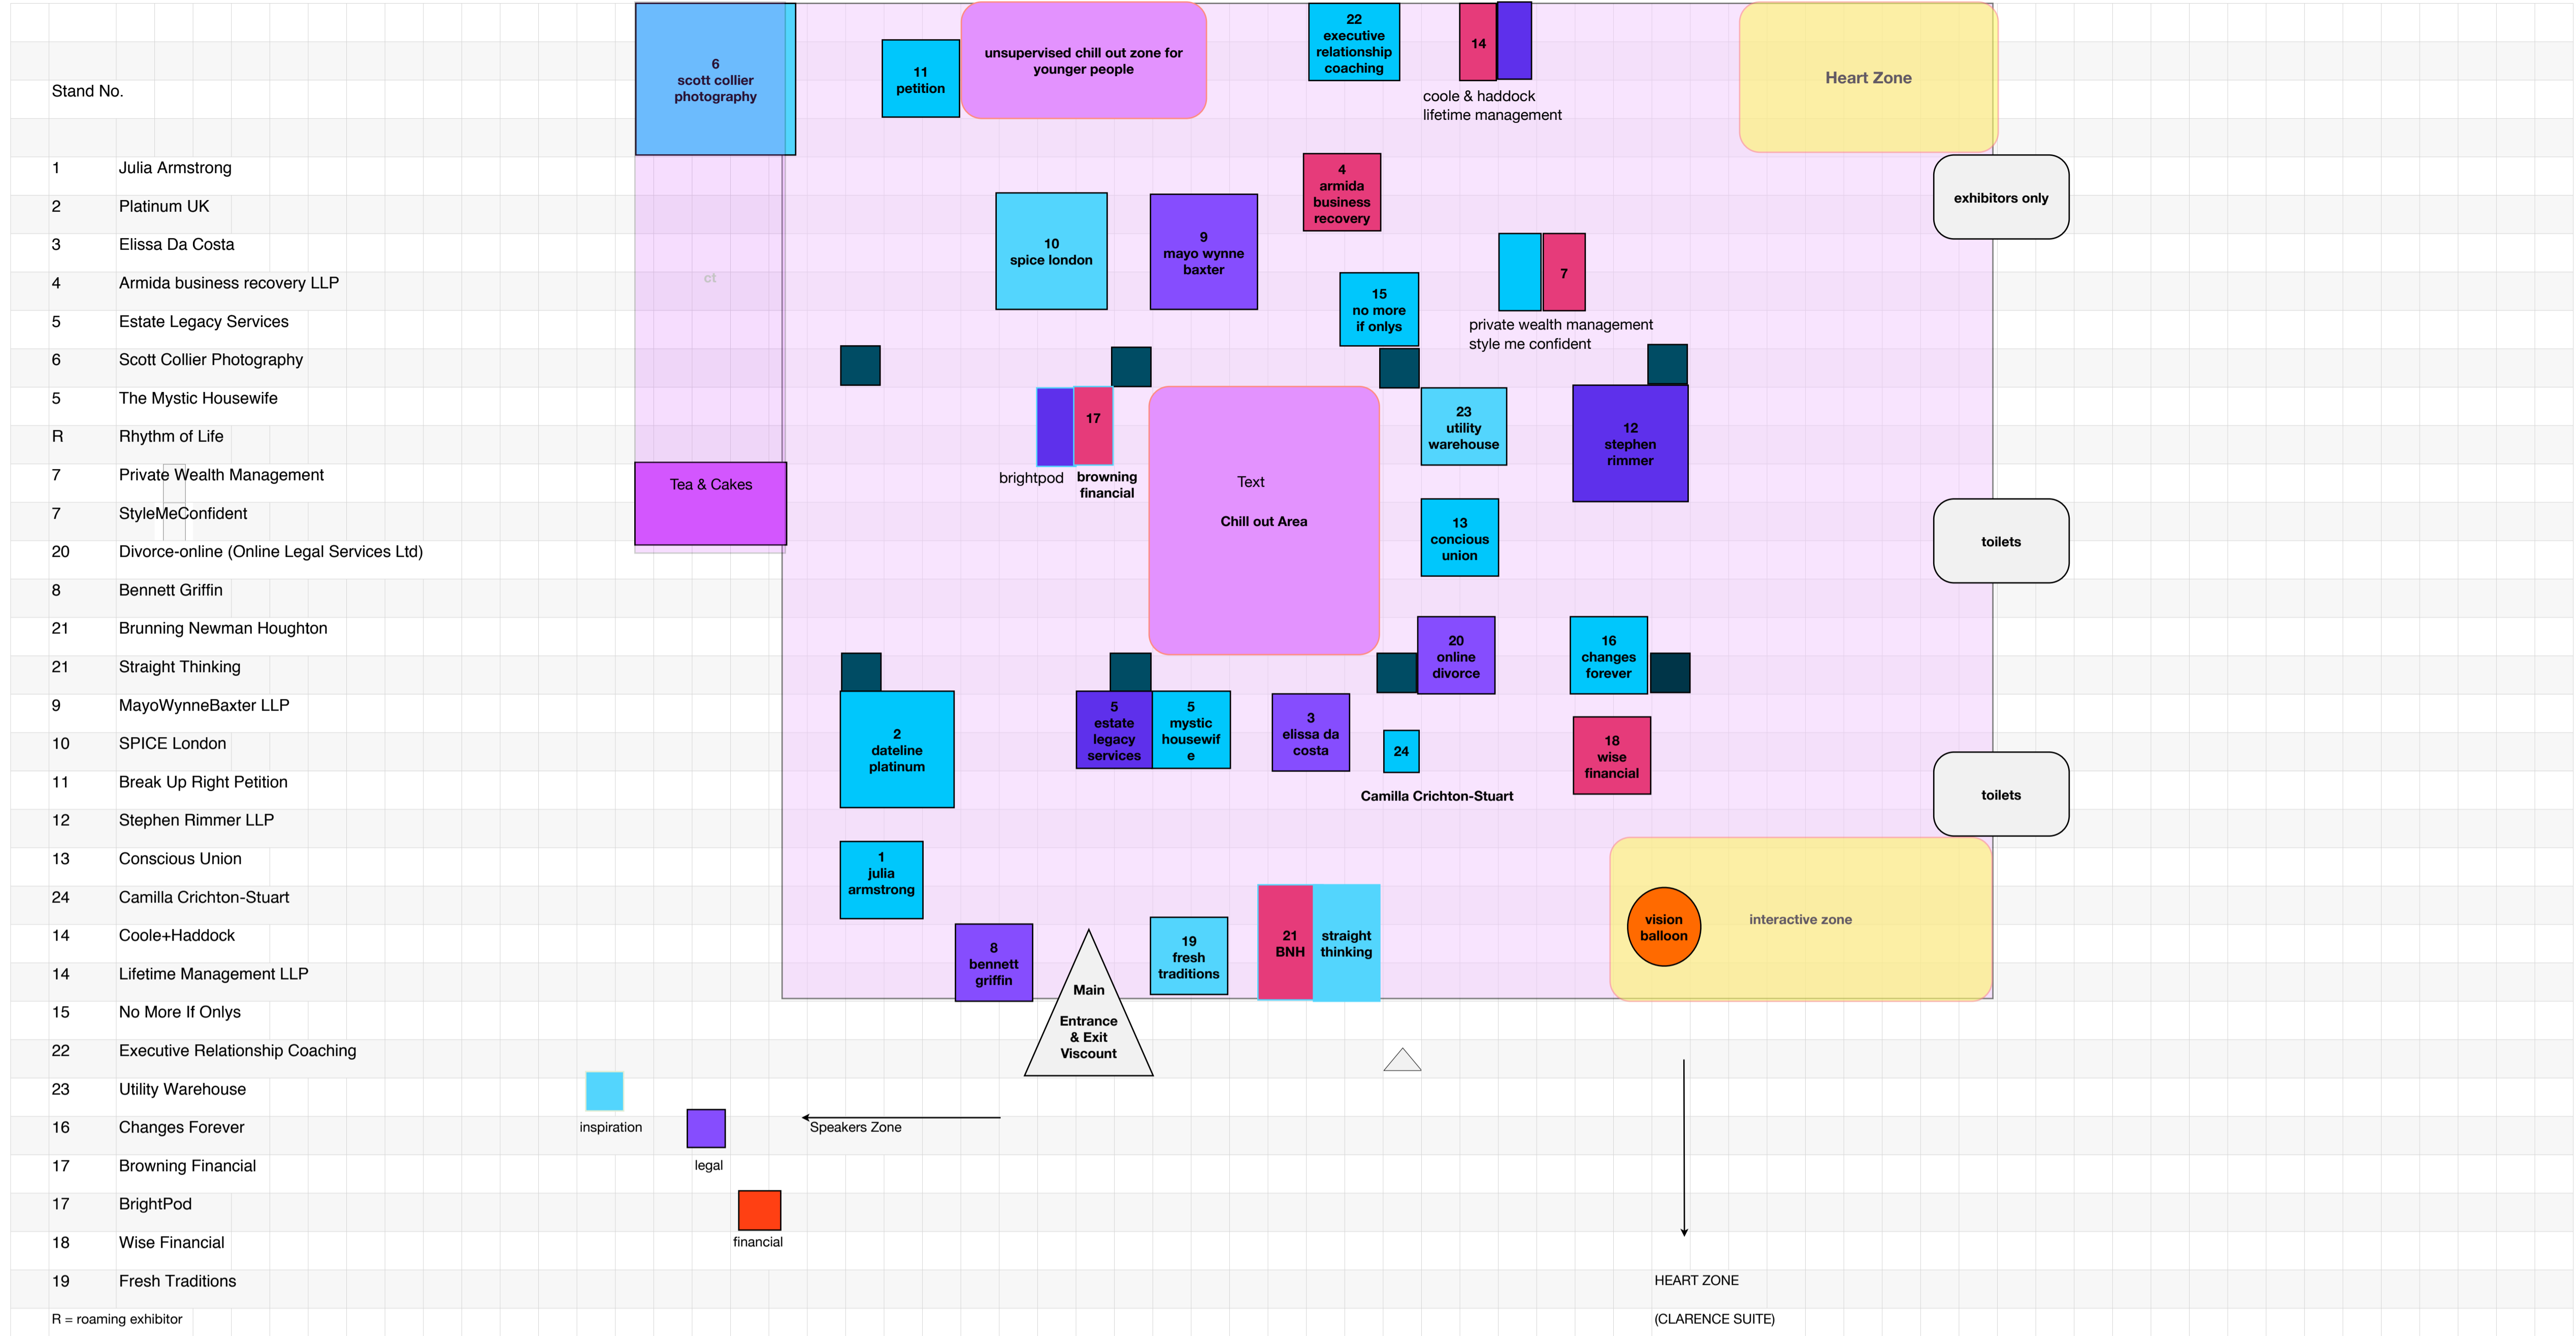 Stand No.
1 Julia Armstrong
2 Platinum UK
3 Elissa Da Costa
4 Armida business recovery LLP
5 Estate Legacy Services
6 Scott Collier Photography
5 The Mystic Housewife
R Rhythm of Life
7 Private Wealth Management
7 StyleMeConfident
20 Divorce-online (Online Legal Services Ltd)
8 Bennett Griffin
21 Brunning Newman Houghton
21 Straight Thinking
9 MayoWynneBaxter LLP
10 SPICE London
11 Break Up Right Petition
12 Stephen Rimmer LLP
13 Conscious Union
24 Camilla Crichton-Stuart
14 Coole+Haddock
14 Lifetime Management LLP
15 No More If Onlys
22 Executive Relationship Coaching
23 Utility Warehouse
16 Changes Forever
17 Browning Financial
17 BrightPod
18 Wise Financial
19 Fresh Traditions
R = roaming exhibitor
6
scott collier
photography
11
petition
unsupervised chill out zone for
younger people
22
executive
relationship
coaching
14
coole & haddock
lifetime management
Heart Zone
exhibitors only
4
armida
business
recovery
10
spice london
9
mayo wynne
baxter
ct
15
no more
if onlys
7
private wealth management
style me confident
17
brightpod
browning
financial
Text
Chill out Area
23
utility
warehouse
12
stephen
rimmer
Tea & Cakes
13
concious
union
toilets
20
online
divorce
16
changes
forever
2
dateline
platinum
5
estate
legacy
services
5
mystic
housewif
e
3
elissa da
costa
24
Camilla Crichton-Stuart
18
wise
financial
toilets
1
julia
armstrong
8
bennett
griffin
Main
Entrance
& Exit
Viscount
19
fresh
traditions
21
BNH
straight
thinking
vision
balloon
interactive zone
inspiration
legal
financial
Speakers Zone
HEART ZONE
(CLARENCE SUITE)